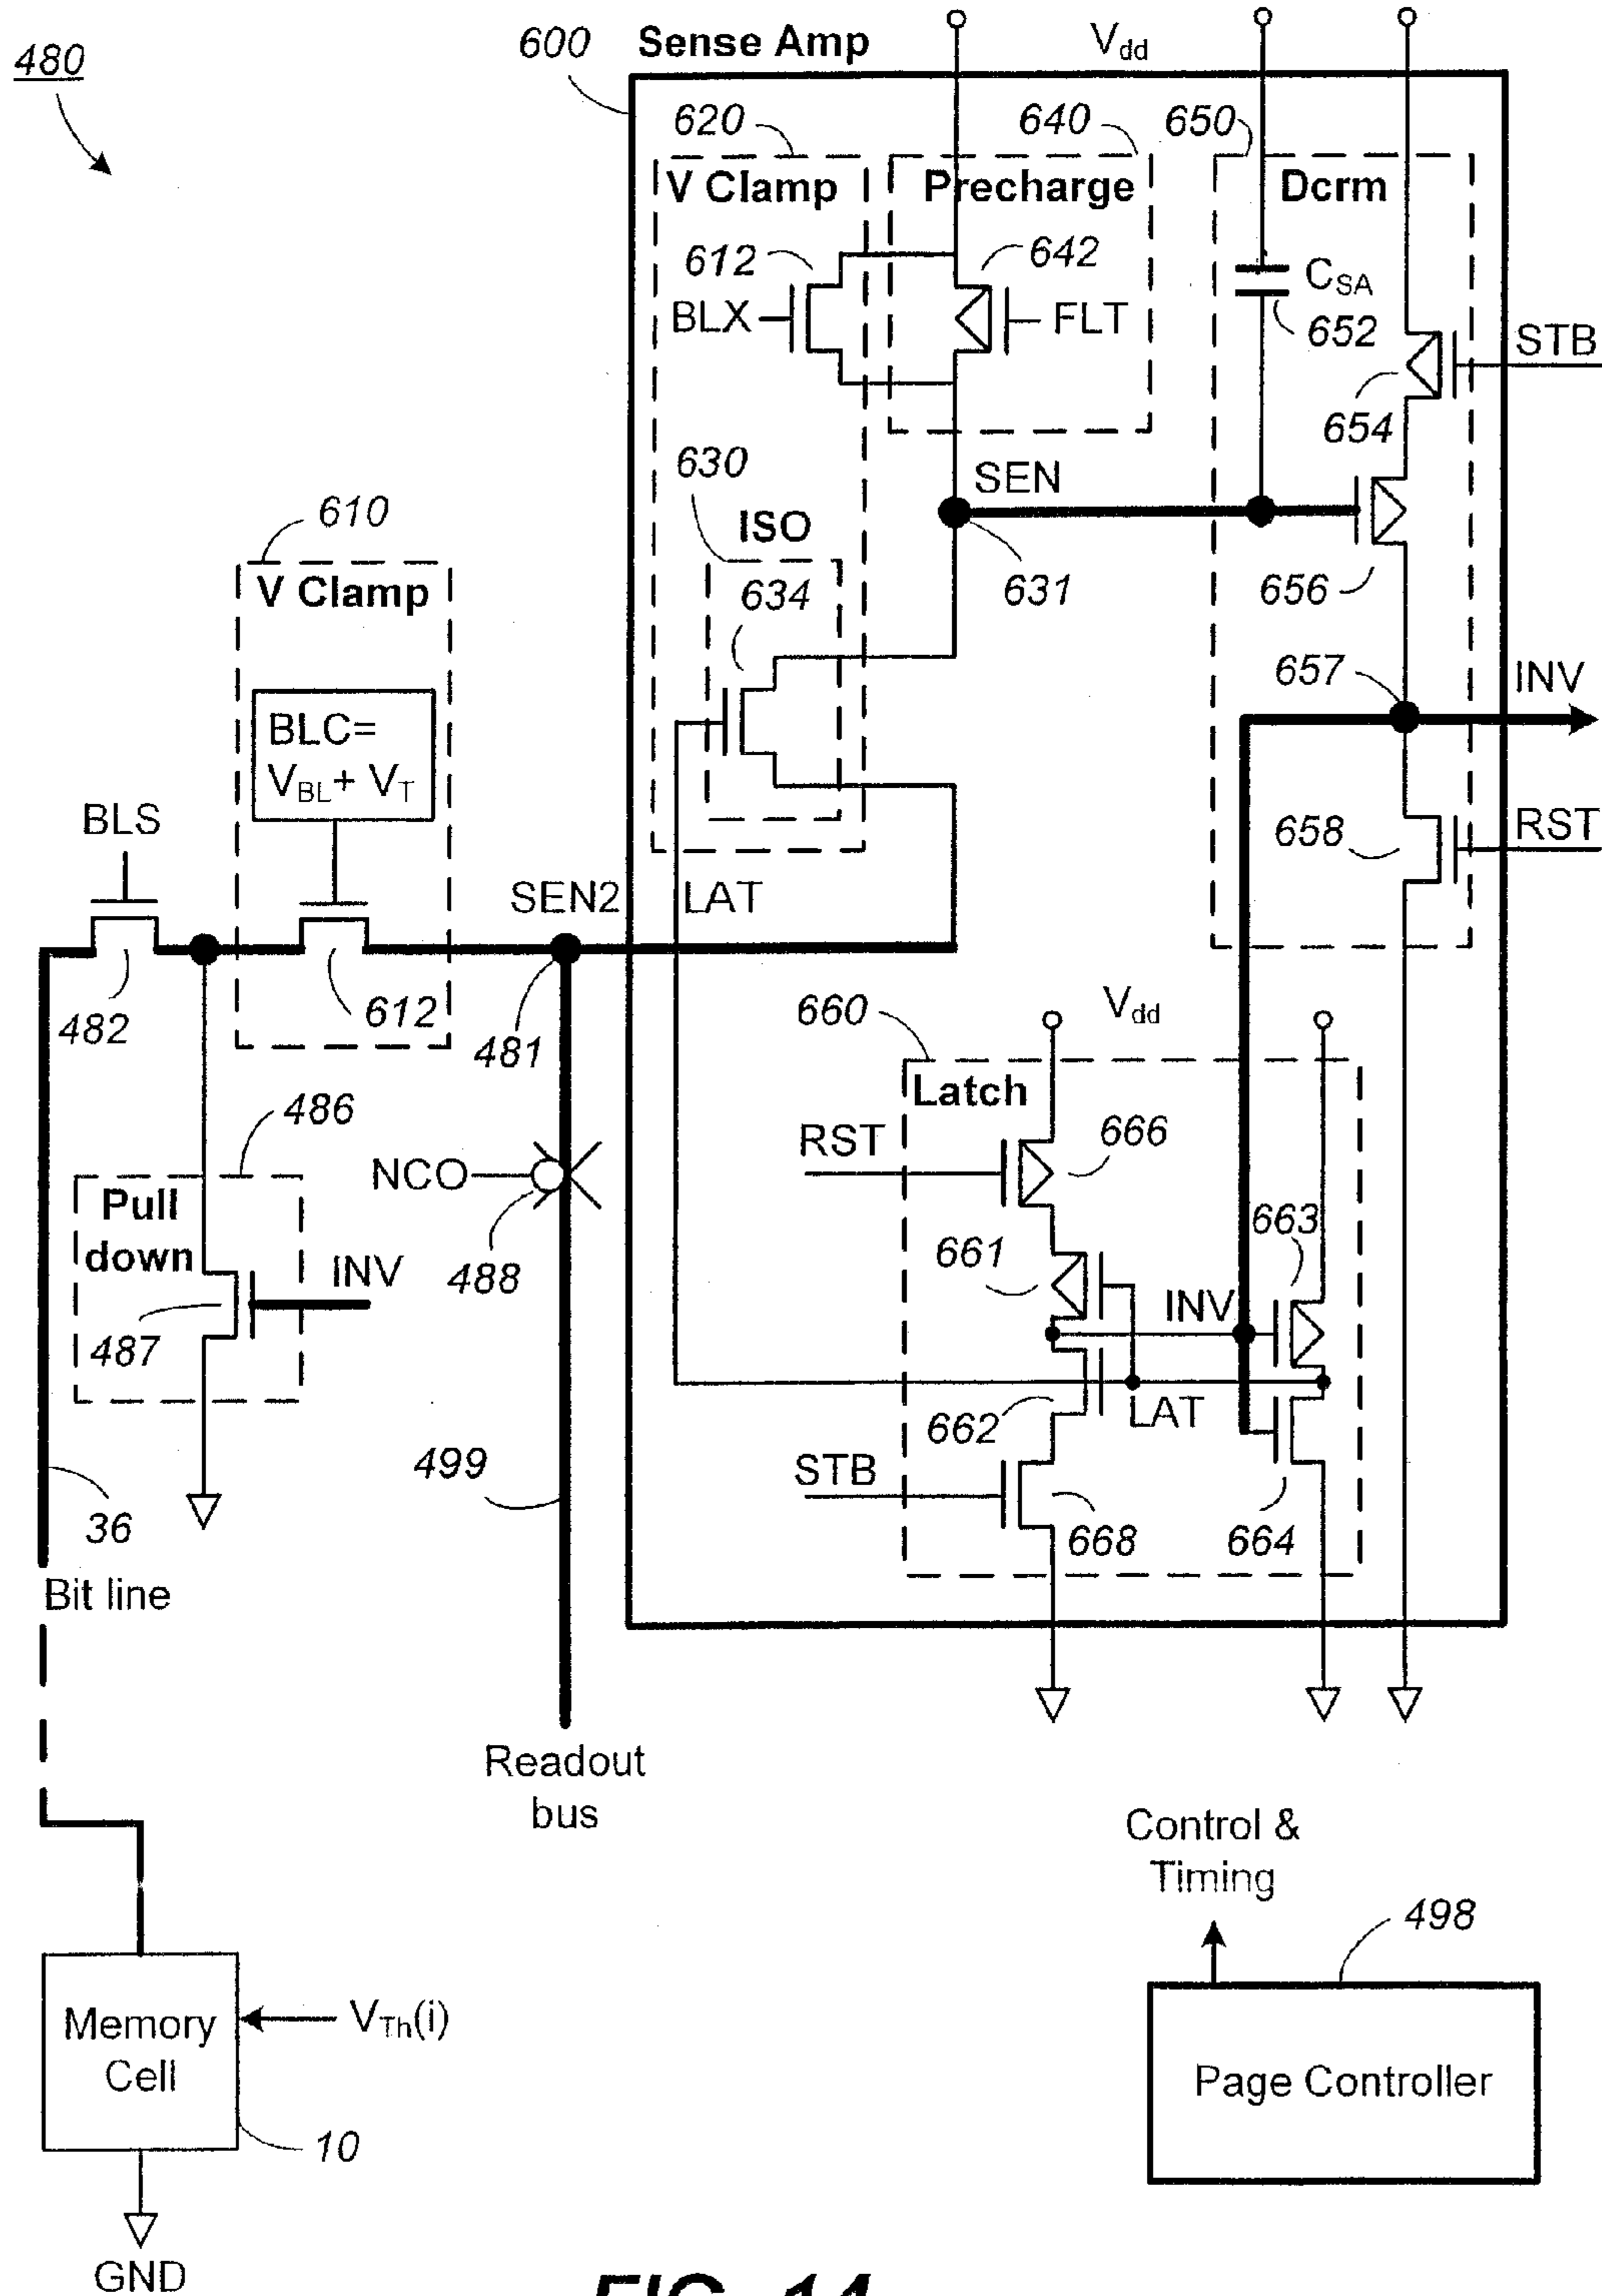 480
600 Sense Amp
Vdd
620
640
650
V Clamp
Precharge
Dcrm
612
642
BLX
FLT
CSA
652
STB
654
630
SEN
ISO
610
V Clamp
634
631
656
657
INV
BLC=
VBL+ VT
BLS
658
RST
SEN2
LAT
482
612
481
660
Vdd
Latch
486
RST
666
NCO
Pull
down
663
661
INV
488
INV
487
LAT
662
499
STB
36
668
664
Bit line
Readout
bus
Control &
Timing
498
Memory
Cell
VTh(i)
Page Controller
10
GND